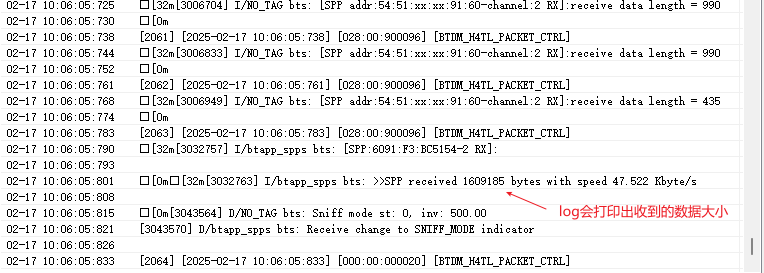 02-17 10:06:05:725 □[32m[3006704] I/NO_TAG bts: [SPP addr:54:51:xx:xx:91:60-channel:2 RX]:receive data length = 990
02-17 10:06:05:730 □[0m
02-17 10:06:05:738 [2061] [2025-02-17 10:06:05:738] [028:00:900096] [BTDM_H4TL_PACKET_CTRL]
02-17 10:06:05:744 □[32m[3006833] I/NO_TAG bts: [SPP addr:54:51:xx:xx:91:60-channel:2 RX]:receive data length = 990
02-17 10:06:05:752 □[0m
02-17 10:06:05:761 [2062] [2025-02-17 10:06:05:761] [028:00:900096] [BTDM_H4TL_PACKET_CTRL]
02-17 10:06:05:768 □[32m[3006949] I/NO_TAG bts: [SPP addr:54:51:xx:xx:91:60-channel:2 RX]:receive data length = 435
02-17 10:06:05:774 □[0m
02-17 10:06:05:783 [2063] [2025-02-17 10:06:05:783] [028:00:900096] [BTDM_H4TL_PACKET_CTRL]
02-17 10:06:05:790 □[32m[3032757] I/btapp_spps bts: [SPP:6091:F3:BC5154-2 RX]:
02-17 10:06:05:793
02-17 10:06:05:801 □[0m□[32m[3032763] I/btapp_spps bts: >>SPP received 1609185 bytes with speed 47.522 Kbyte/s
02-17 10:06:05:808
02-17 10:06:05:815 □[0m[3043564] D/NO_TAG bts: Sniff mode st: 0, inv: 500.00
log会打印出收到的数据大小
02-17 10:06:05:821 [3043570] D/btapp_spps bts: Receive change to SNIFF_MODE indicator
02-17 10:06:05:826
02-17 10:06:05:833 [2064] [2025-02-17 10:06:05:833] [000:00:000020] [BTDM_H4TL_PACKET_CTRL]